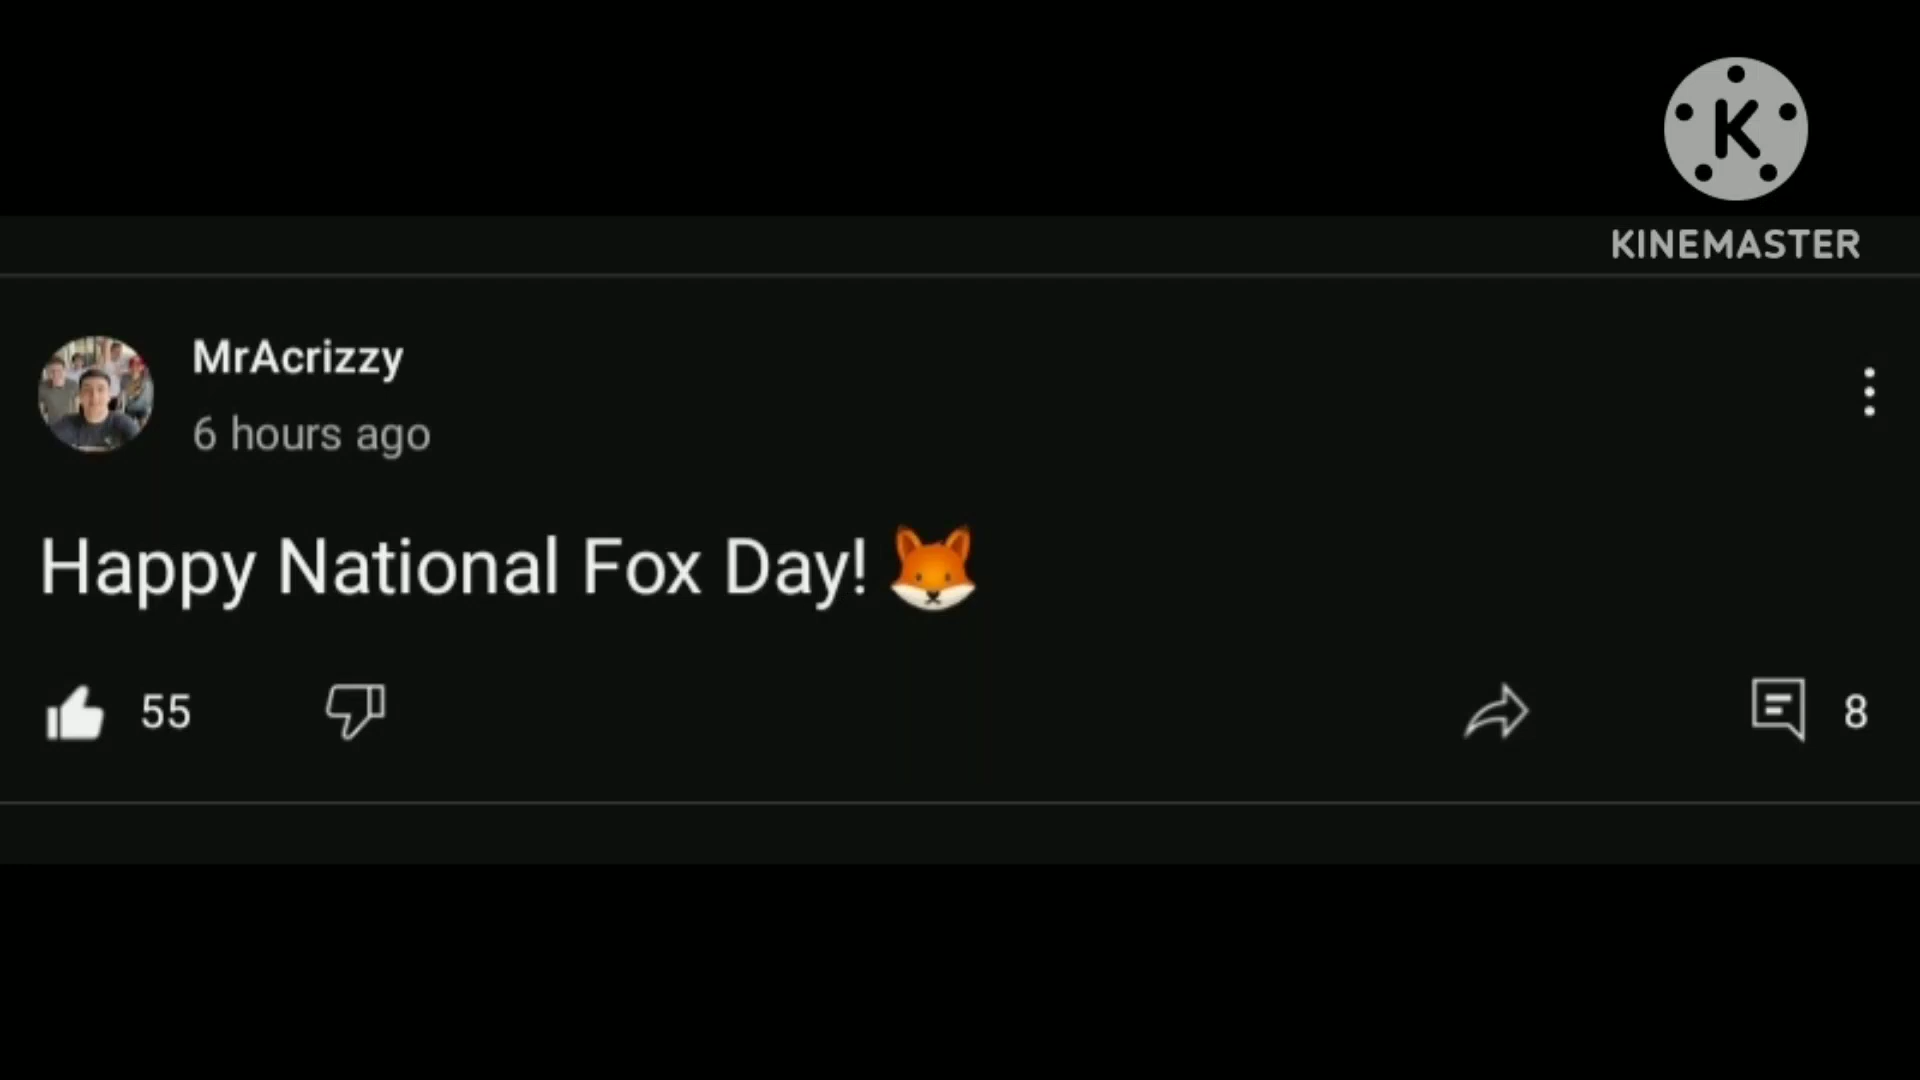 K
KINEMASTER
MrAcrizzy
6 hours ago
Happy National Fox Day! 🦊
55
8